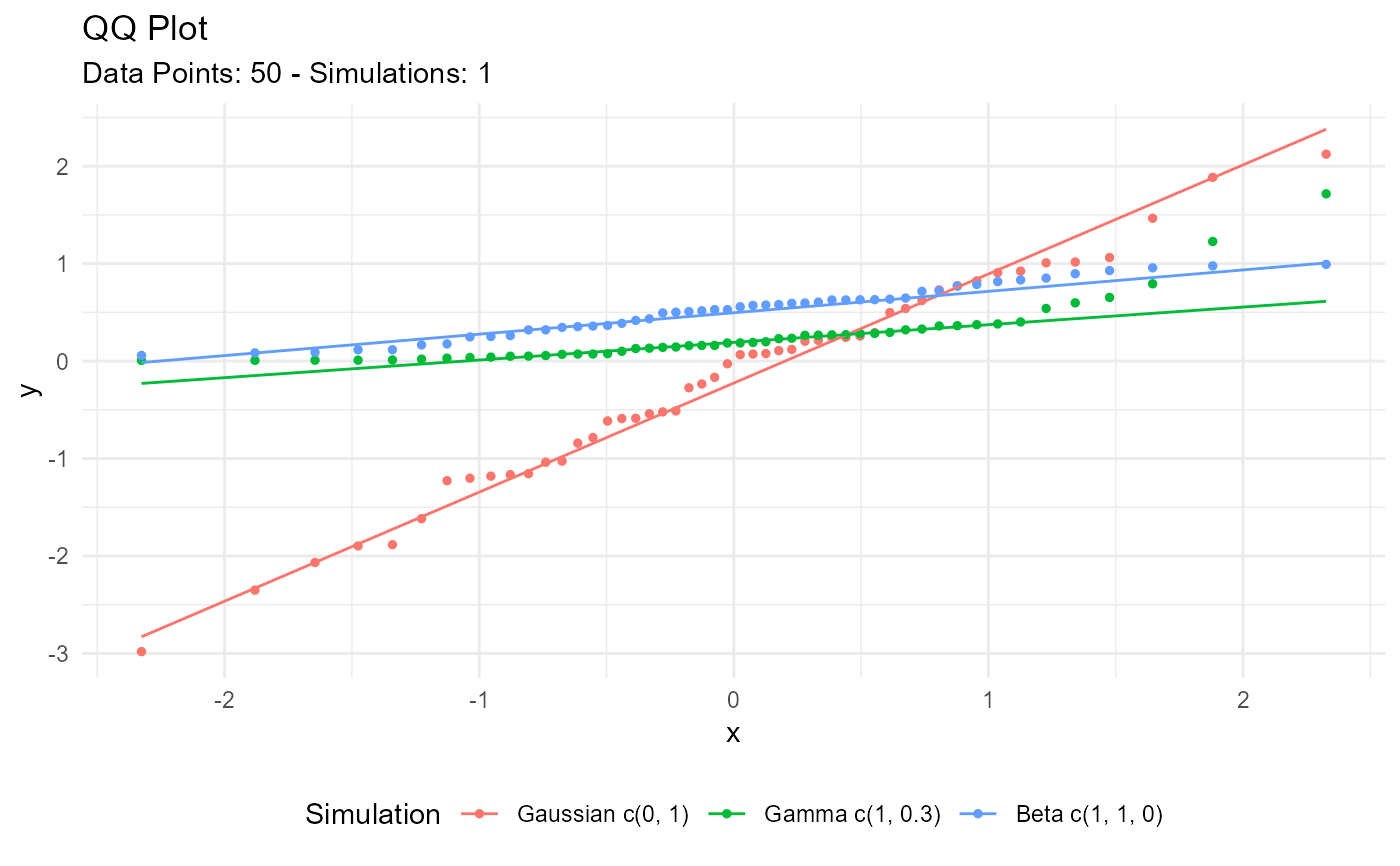 QQ Plot
Data Points: 50 - Simulations: 1
2
1
0
-1
-2
-3
y
-2 -1 0 1 2
x
Simulation Gaussian c(0, 1) Gamma c(1, 0.3) Beta c(1, 1, 0)